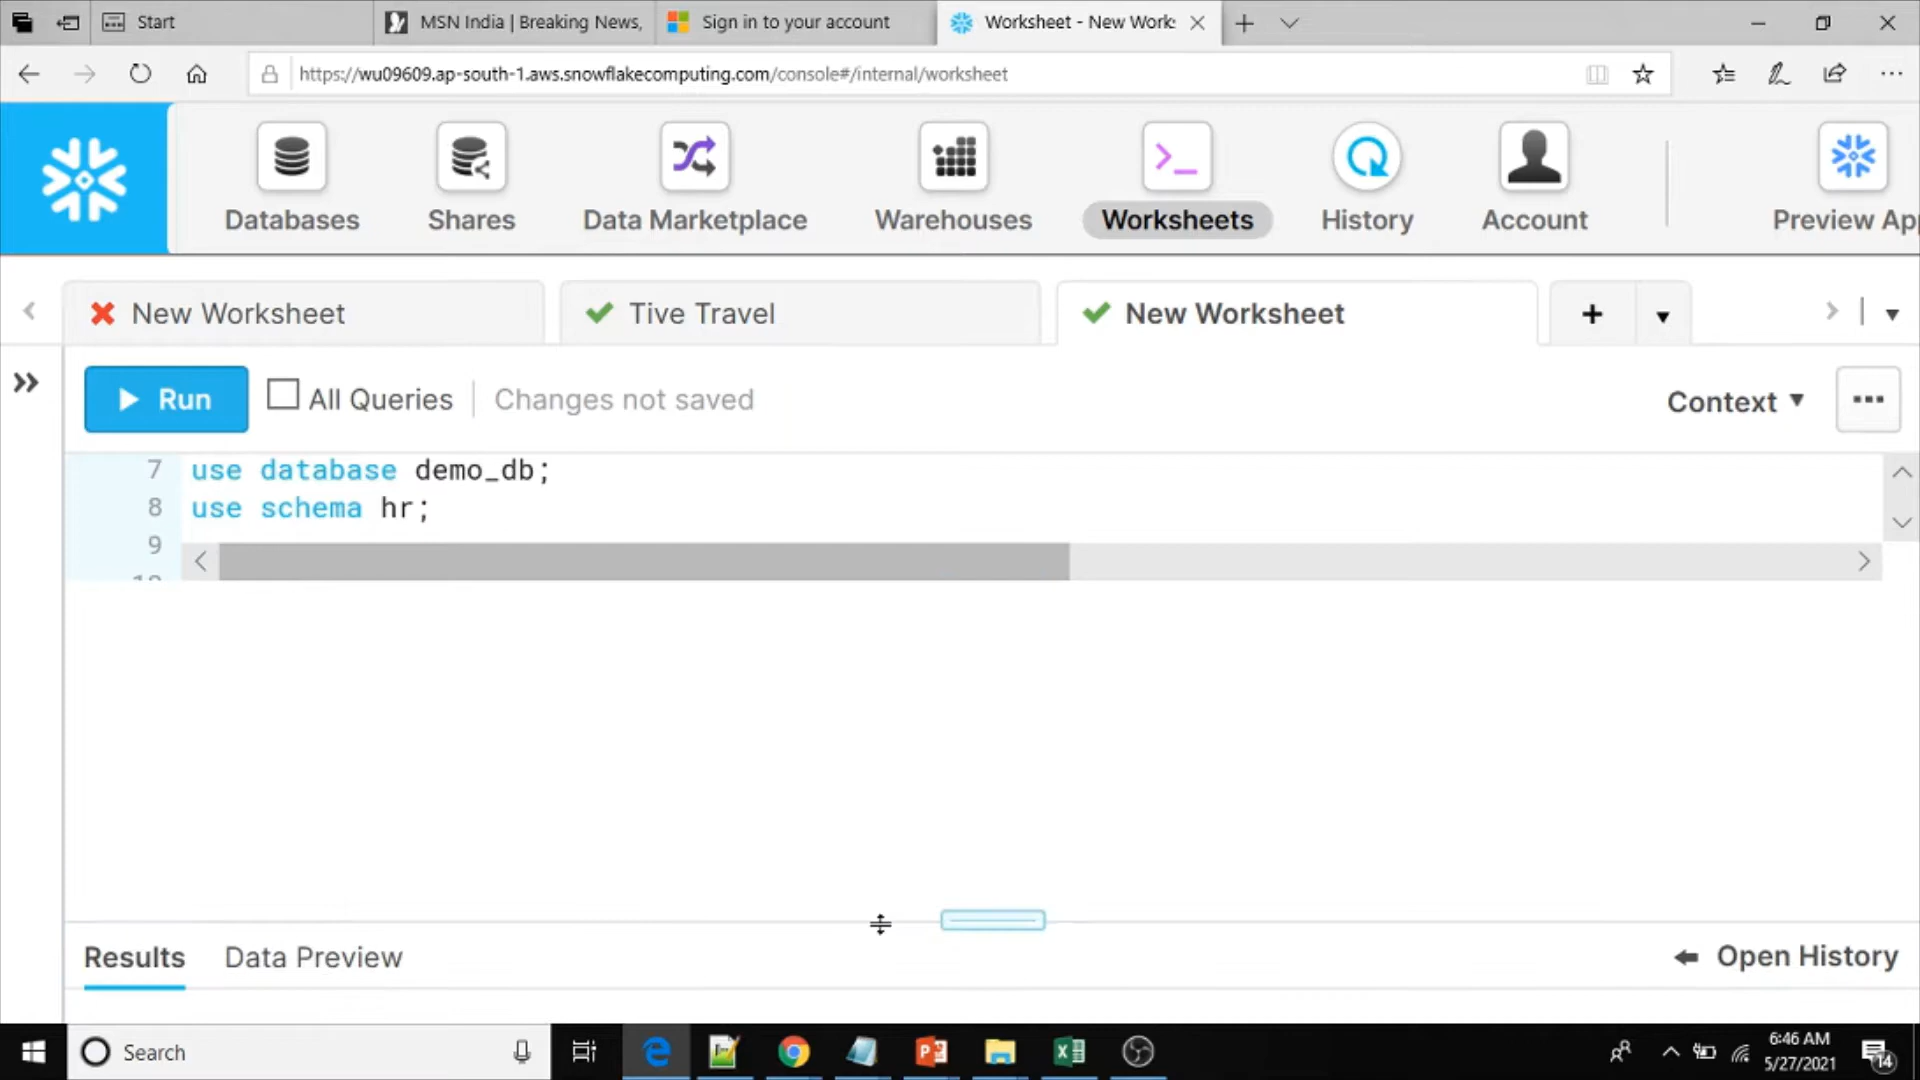 Start
MSN India | Breaking News,
Sign in to your account
Worksheet - New Work
https://wu09609.ap-south-1.aws.snowflakecomputing.com/console#/internal/worksheet
Databases
Shares
Data Marketplace
Warehouses
Worksheets
History
Account
Preview App
New Worksheet
Tive Travel
New Worksheet
Run
All Queries
Changes not saved
Context
7 use database demo_db;
8 use schema hr;
9
10
Results
Data Preview
Open History
Search
6:46 AM
5/27/2021
14